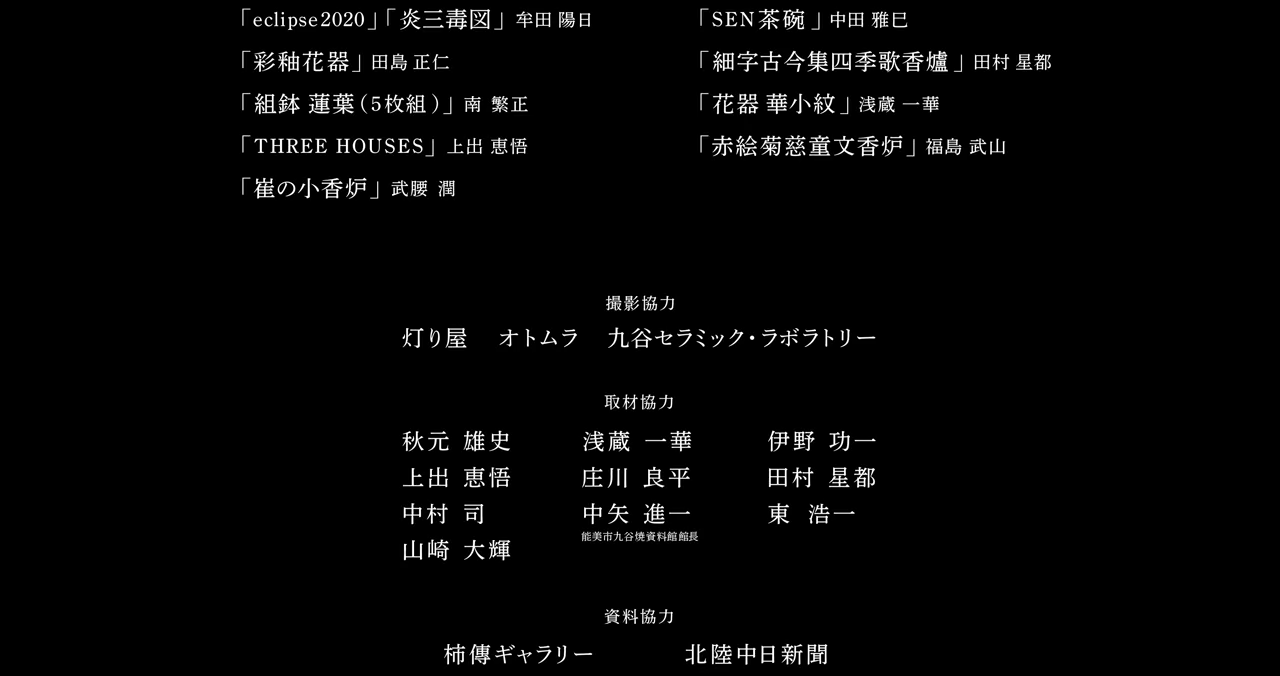 「eclipse2020」「炎三毒図」 牟田 陽日
「SEN茶碗 」 中田 雅巳
「彩釉花器」 田島 正仁
「細字古今集四季歌香爐 」 田村 星都
「組鉢 蓮葉（5枚組）」 南 繁正
「花器 華小紋 」 浅蔵 一華
「THREE HOUSES」 上出 恵悟
「赤絵菊慈童文香炉 」 福島 武山
「崔の小香炉」 武腰 潤
撮影協力
灯り屋 オトムラ 九谷セラミック・ラボラトリー
取材協力
秋元 雄史 浅蔵 一華 伊野 功一
上出 恵悟 庄川 良平 田村 星都
中村 司 中矢 進一 東 浩一
能美市九谷焼資料館館長
山崎 大輝
資料協力
柿傳ギャラリー 北陸中日新聞